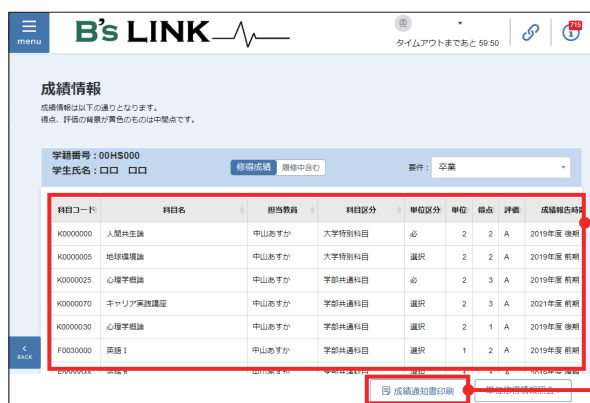 menu
B's LINK
タイムアウトまであと 59:50
715
成績情報
成績情報は以下の通りとなります。
得点、評価の背景が黄色のものは中間点です。
学籍番号：00HS000
学生氏名：口口 口口
修得成績 履修中含む
要件： 卒業
科目コード 科目名 担当教員 科目区分 単位区分 単位 得点 評価 成績報告時期
K0000000 人間共生論 中山あすか 大学特別科目 必 2 2 A 2019年度 後期
K0000005 地球環境論 中山あすか 大学特別科目 選択 2 2 A 2019年度 前期
K0000025 心理学概論 中山あすか 学部共通科目 必 2 3 A 2019年度 前期
K0000070 キャリア実践講座 中山あすか 学部共通科目 選択 2 3 A 2021年度 前期
K0000030 心理学概論 中山あすか 学部共通科目 選択 2 1 A 2019年度 後期
F0030000 英語 I 中山あすか 学部共通科目 選択 1 2 A 2019年度 前期
BACK
成績通知書印刷